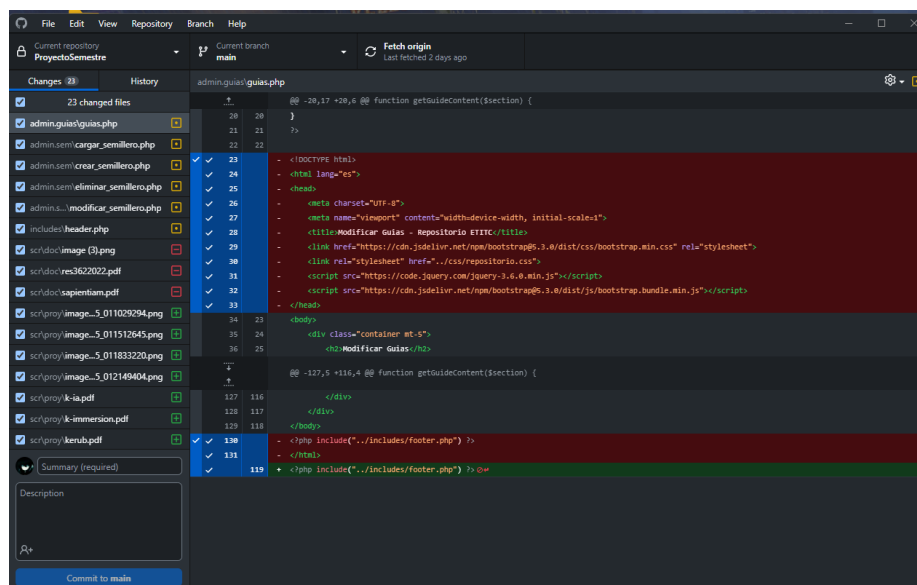 File Edit View Repository Branch Help
Current repository
ProyectoSemestre
Current branch
main
Fetch origin
Last fetched 2 days ago
Changes 23 History
admin.guias\guias.php
23 changed files
admin.guias\guias.php
admin.sem\cargar_semillero.php
admin.sem\crear_semillero.php
admin.sem\eliminar_semillero.php
admin.s...\modificar_semillero.php
includes\header.php
scr\doc\image (3).png
scr\doc\res3622022.pdf
scr\doc\sapientiam.pdf
scr\proy\image...5_011029294.png
scr\proy\image...5_011512645.png
scr\proy\image...5_011833220.png
scr\proy\image...5_012149404.png
scr\proy\k-ia.pdf
scr\proy\k-immersion.pdf
scr\proy\kerub.pdf
Summary (required)
Description
Commit to main
@@ -20,17 +20,6 @@ function getGuideContent($section) {
20 20 }
21 21 ?>
22 22
23 - <!DOCTYPE html>
24 - <html lang="es">
25 - <head>
26 - <meta charset="UTF-8">
27 - <meta name="viewport" content="width=device-width, initial-scale=1">
28 - <title>Modificar Guias - Repositorio ETITC</title>
29 - <link href="https://cdn.jsdelivr.net/npm/bootstrap@5.3.0/dist/css/bootstrap.min.css" rel="stylesheet">
30 - <link rel="stylesheet" href="../css/repositorio.css">
31 - <script src="https://code.jquery.com/jquery-3.6.0.min.js"></script>
32 - <script src="https://cdn.jsdelivr.net/npm/bootstrap@5.3.0/dist/js/bootstrap.bundle.min.js"></script>
33 - </head>
34 23 <body>
35 24 <div class="container mt-5">
36 25 <h2>Modificar Guias</h2>
@@ -127,5 +116,4 @@ function getGuideContent($section) {
127 116 </div>
128 117 </div>
129 118 </body>
130 - <?php include("../includes/footer.php") ?>
131 - </html>
119 + <?php include("../includes/footer.php") ?>